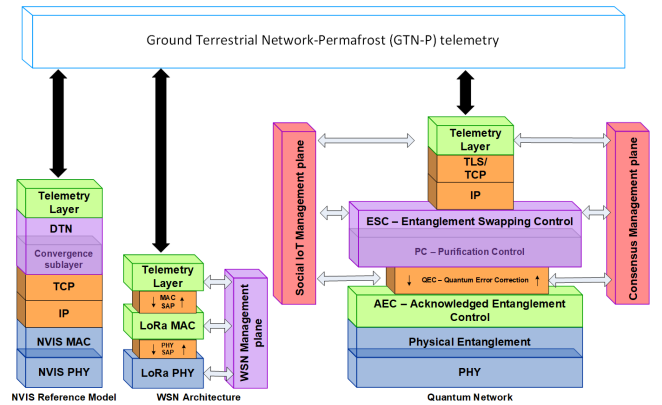 Ground Terrestrial Network-Permafrost (GTN-P) telemetry
Telemetry
Layer
DTN
Convergence
sublayer
TCP
IP
NVIS MAC
NVIS PHY
NVIS Reference Model
Telemetry
Layer
↓ MAC ↑
SAP
LoRa MAC
↓ PHY ↑
SAP
LoRa PHY
WSN Management
plane
WSN Architecture
Social IoT Management plane
Telemetry
Layer
TLS/
TCP
IP
ESC – Entanglement Swapping Control
PC – Purification Control
↓ QEC – Quantum Error Correction ↑
AEC – Acknowledged Entanglement
Control
Physical Entanglement
PHY
Quantum Network
Consensus Management plane